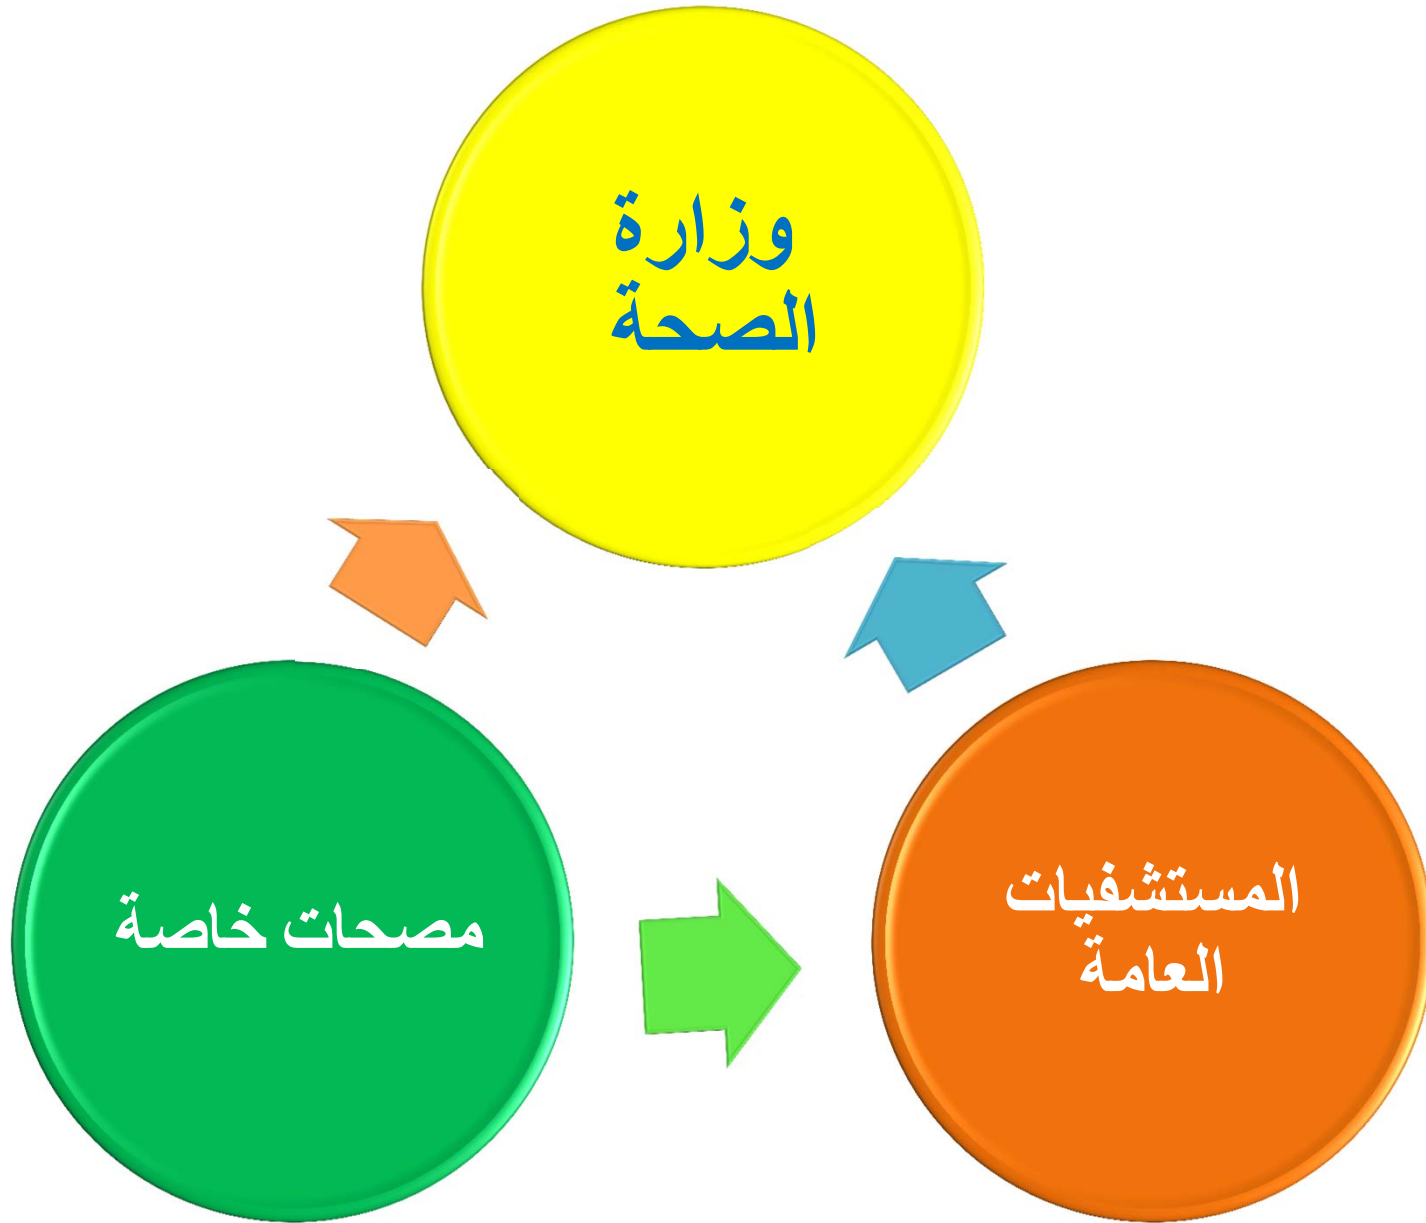 وزارة
الصحة
المستشفيات
العامة
مصحات خاصة